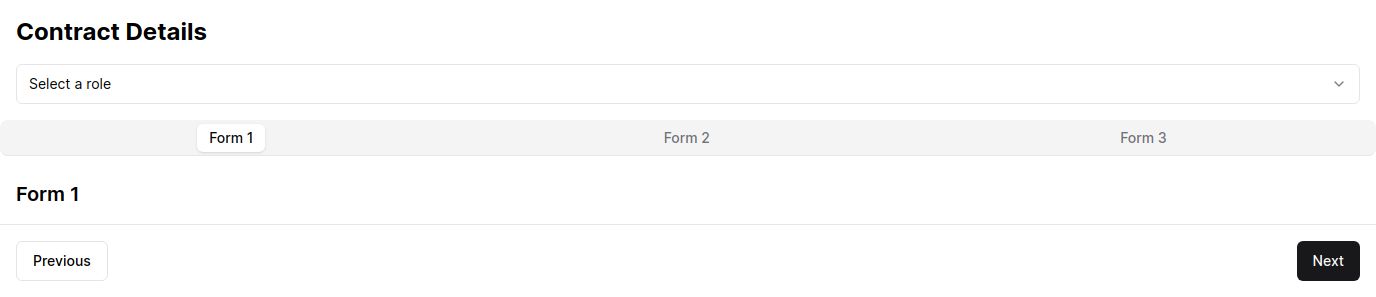 Contract Details
Select a role
Form 1 Form 2 Form 3
Form 1
Previous Next